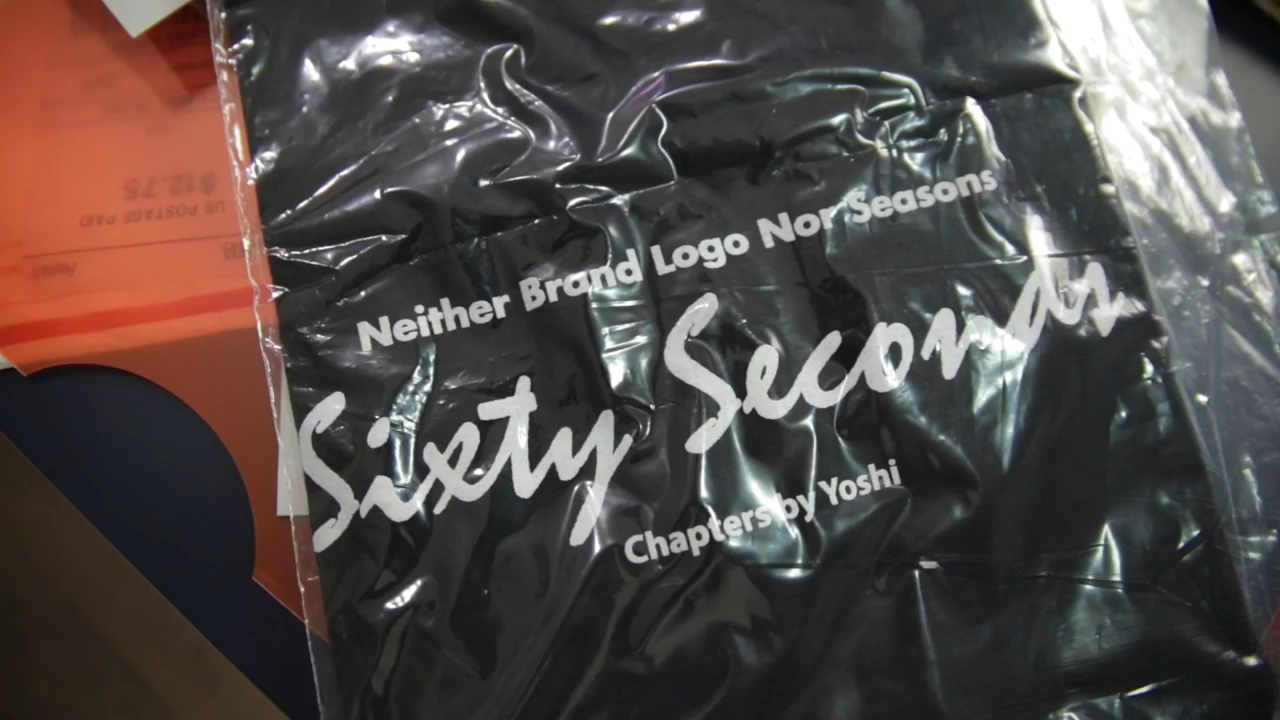 Neither Brand Logo Nor Seasons
Sixty Seconds
Chapters by Yoshi
$12.75
US POSTAGE PAID